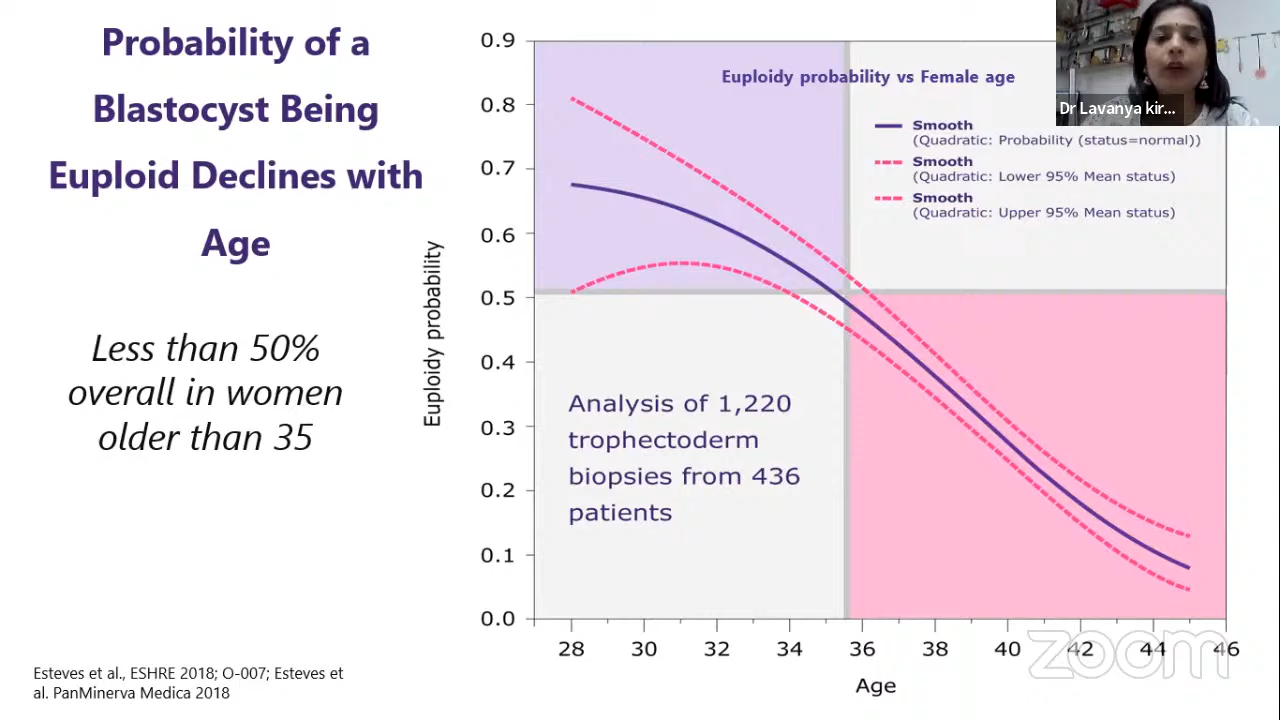 Probability of a
Blastocyst Being
Euploid Declines with
Age
Less than 50%
overall in women
older than 35
Esteves et al., ESHRE 2018; O-007; Esteves et
al. PanMinerva Medica 2018
Euploidy probability vs Female age
Smooth
(Quadratic: Probability (status=normal))
Smooth
(Quadratic: Lower 95% Mean status)
Smooth
(Quadratic: Upper 95% Mean status)
Euploidy probability
0.9
0.8
0.7
0.6
0.5
0.4
0.3
0.2
0.1
0.0
Analysis of 1,220
trophectoderm
biopsies from 436
patients
28 30 32 34 36 38 40 42 44 46
Age
Dr Lavanya kir...
zoom